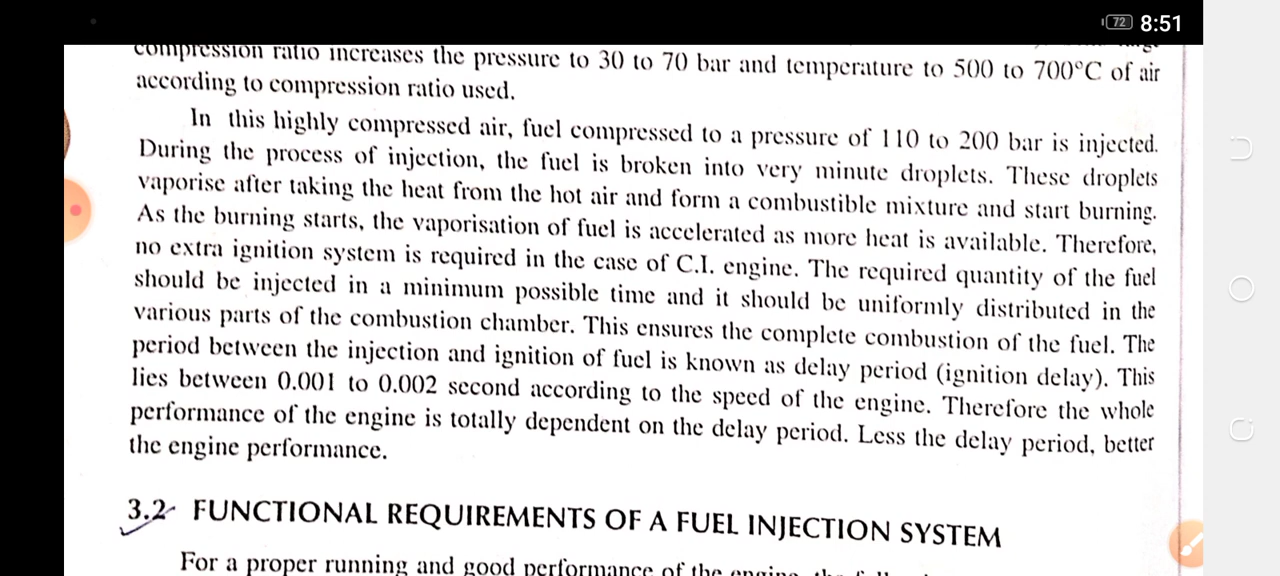 72 8:51
compression ratio increases the pressure to 30 to 70 bar and temperature to 500 to 700°C of air
according to compression ratio used.
In this highly compressed air, fuel compressed to a pressure of 110 to 200 bar is injected.
During the process of injection, the fuel is broken into very minute droplets. These droplets
vaporise after taking the heat from the hot air and form a combustible mixture and start burning.
As the burning starts, the vaporisation of fuel is accelerated as more heat is available. Therefore,
no extra ignition system is required in the case of C.I. engine. The required quantity of the fuel
should be injected in a minimum possible time and it should be uniformly distributed in the
various parts of the combustion chamber. This ensures the complete combustion of the fuel. The
period between the injection and ignition of fuel is known as delay period (ignition delay). This
lies between 0.001 to 0.002 second according to the speed of the engine. Therefore the whole
performance of the engine is totally dependent on the delay period. Less the delay period, better
the engine performance.
3.2 FUNCTIONAL REQUIREMENTS OF A FUEL INJECTION SYSTEM
For a proper running and good performance of the engine, the